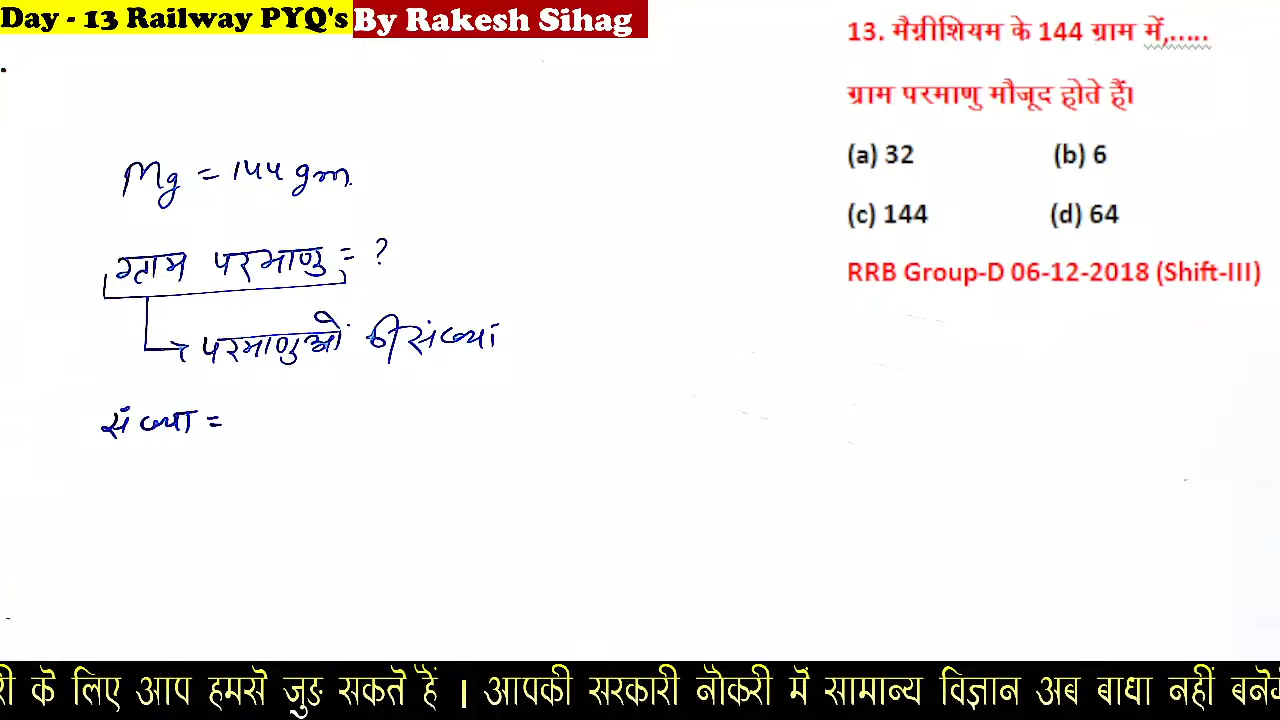 Day - 13 Railway PYQ's By Rakesh Sihag
13. मैग्नीशियम के 144 ग्राम में,.....
ग्राम परमाणु मौजूद होते हैं।
(a) 32 (b) 6
(c) 144 (d) 64
RRB Group-D 06-12-2018 (Shift-III)
Mg = 144 gm.
ग्राम परमाणु = ?
परमाणुओं की संख्या
संख्या =
री के लिए आप हमसे जुङ सकते हैं । आपकी सरकारी नौकरी में सामान्य विज्ञान अब बाधा नहीं बनेग